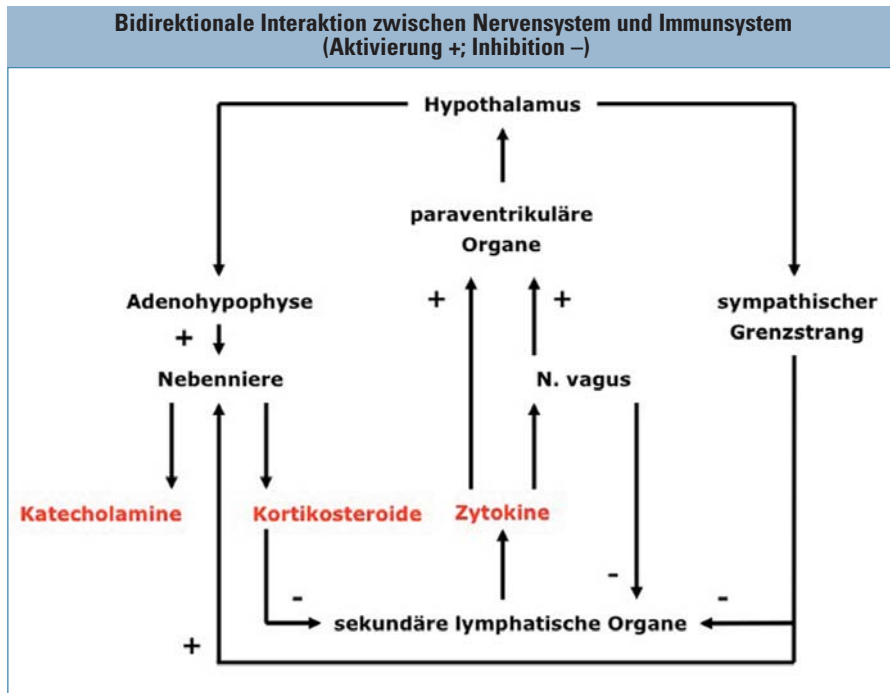 Bidirektionale Interaktion zwischen Nervensystem und Immunsystem
(Aktivierung +; Inhibition –)
Hypothalamus
paraventrikuläre
Organe
Adenohypophyse
+
+
sympathischer
Grenzstrang
+
Nebenniere
N. vagus
Katecholamine
Kortikosteroide
Zytokine
-
-
-
sekundäre lymphatische Organe
+